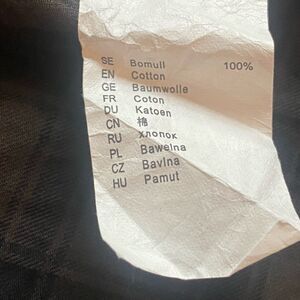 SE Bomull 100%
EN Cotton
GE Baumwolle
FR Coton
DU Katoen
CN 棉
RU хлопок
PL Bawelna
CZ Bavlna
HU Pamut